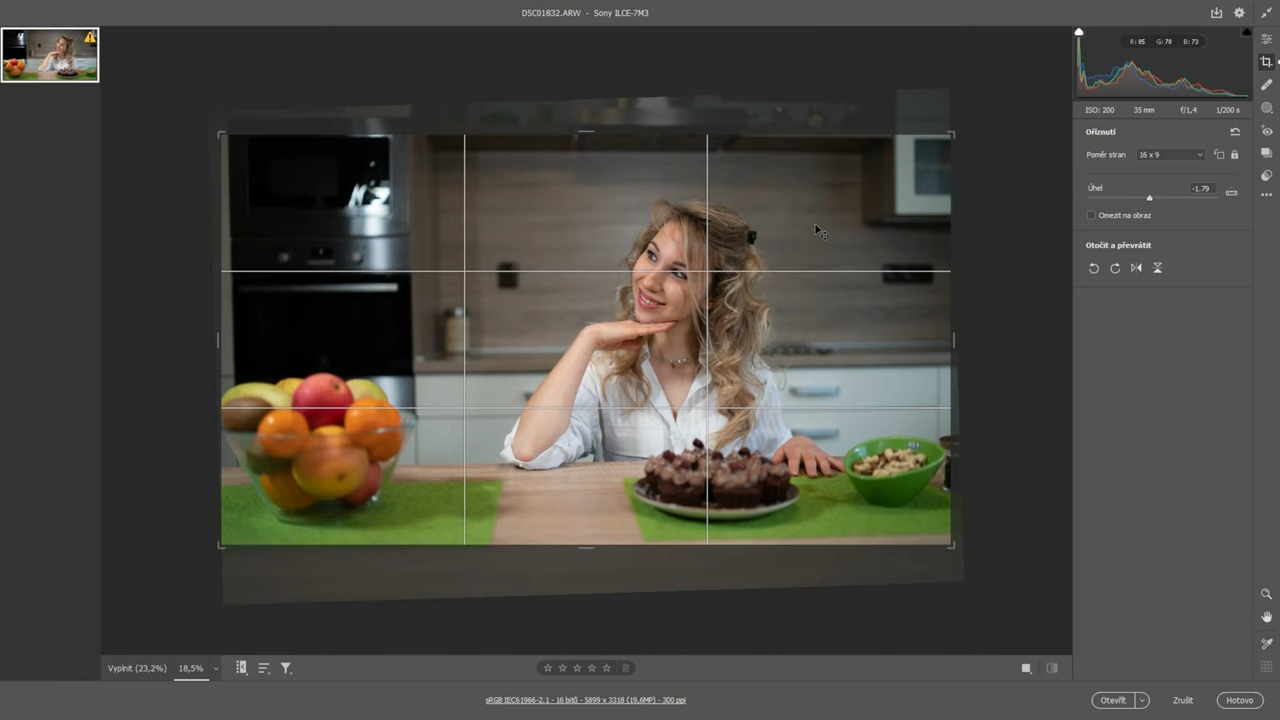 DSC01832.ARW - Sony ILCE-7M3
R: 85 G: 78 B: 73
ISO: 200 35 mm f/1,4 1/200 s
Oříznutí
Poměr stran 16 x 9
Úhel -1.79
Omezit na obraz
Otočit a převrátit
Vyplnit (23,2%) 18,5%
sRGB IEC61966-2.1 - 16 bitů - 5899 x 3318 (19,6MP) - 300 ppi
Otevřít Zrušit Hotovo